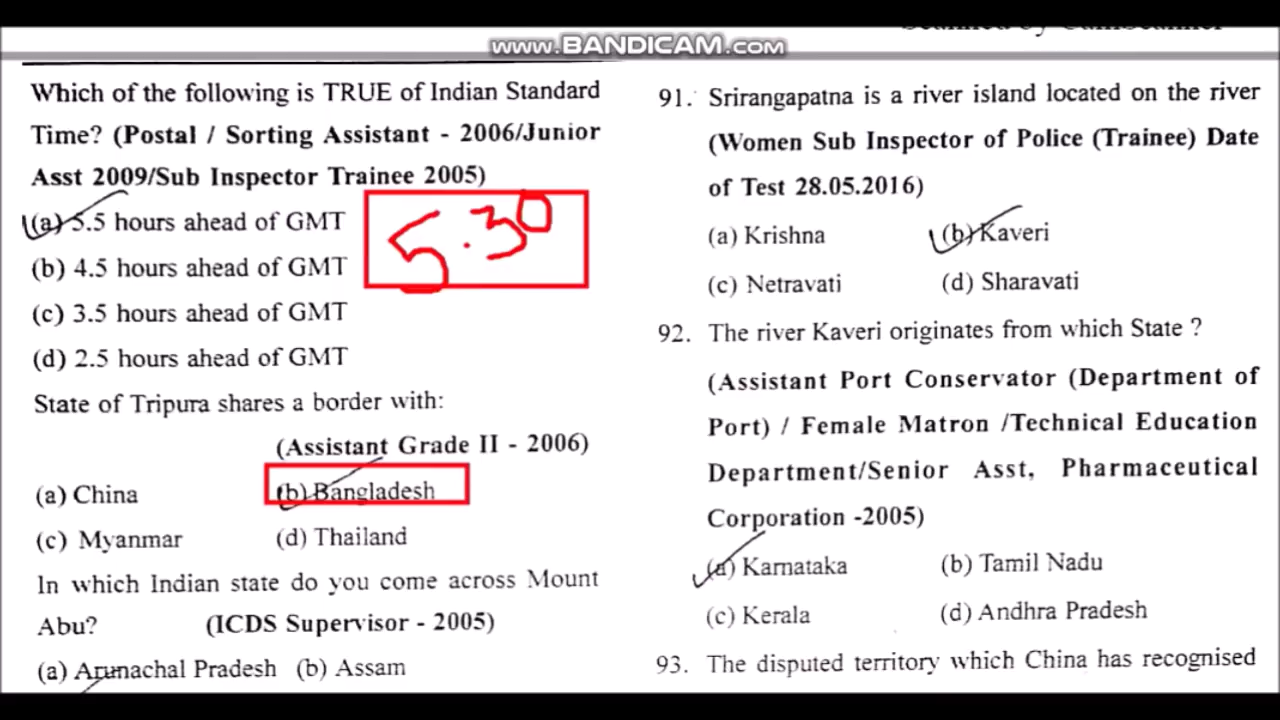 www.BANDICAM.com
Which of the following is TRUE of Indian Standard
Time? (Postal / Sorting Assistant - 2006/Junior
Asst 2009/Sub Inspector Trainee 2005)
(a) 5.5 hours ahead of GMT
5.30
(b) 4.5 hours ahead of GMT
(c) 3.5 hours ahead of GMT
(d) 2.5 hours ahead of GMT
State of Tripura shares a border with:
(Assistant Grade II - 2006)
(a) China (b) Bangladesh
(c) Myanmar (d) Thailand
In which Indian state do you come across Mount
Abu? (ICDS Supervisor - 2005)
(a) Arunachal Pradesh (b) Assam
91. Srirangapatna is a river island located on the river
(Women Sub Inspector of Police (Trainee) Date
of Test 28.05.2016)
(a) Krishna (b) Kaveri
(c) Netravati (d) Sharavati
92. The river Kaveri originates from which State ?
(Assistant Port Conservator (Department of
Port) / Female Matron /Technical Education
Department/Senior Asst, Pharmaceutical
Corporation -2005)
(a) Karnataka (b) Tamil Nadu
(c) Kerala (d) Andhra Pradesh
93. The disputed territory which China has recognised